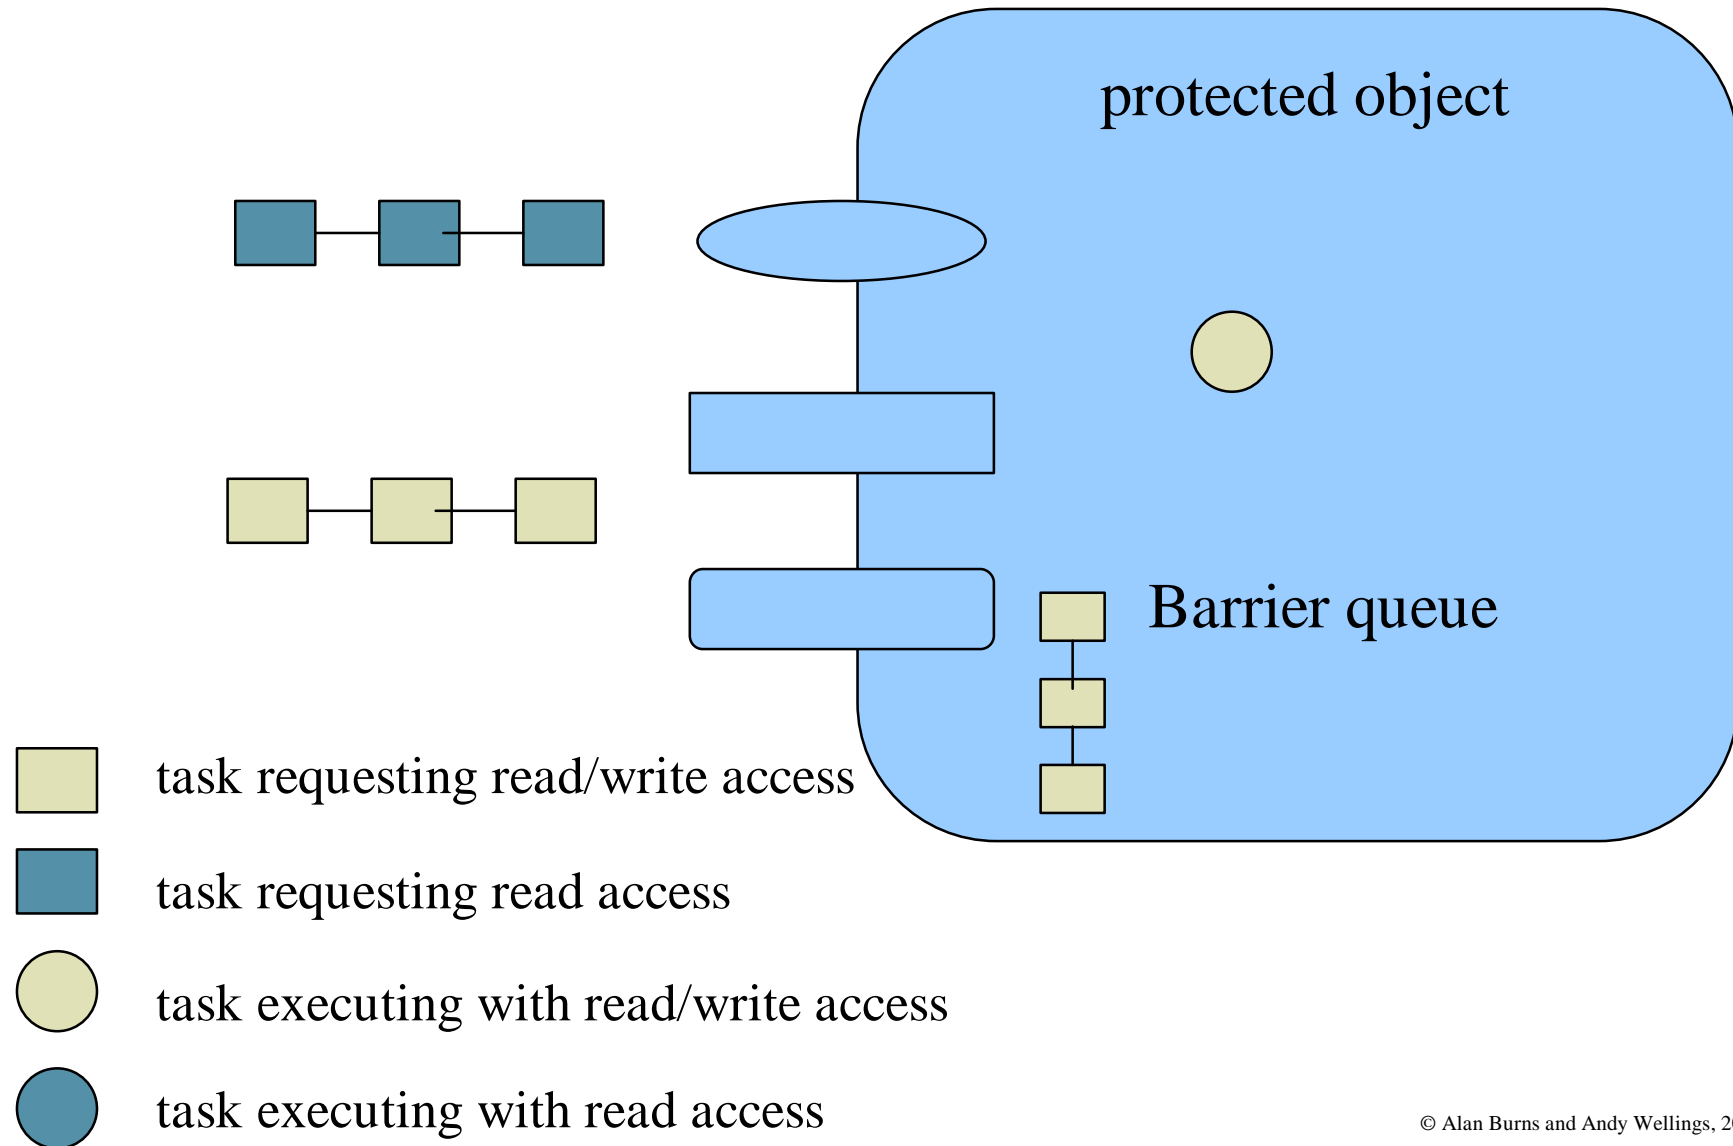 protected object
Barrier queue
task requesting read/write access
task requesting read access
task executing with read/write access
task executing with read access
© Alan Burns and Andy Wellings,